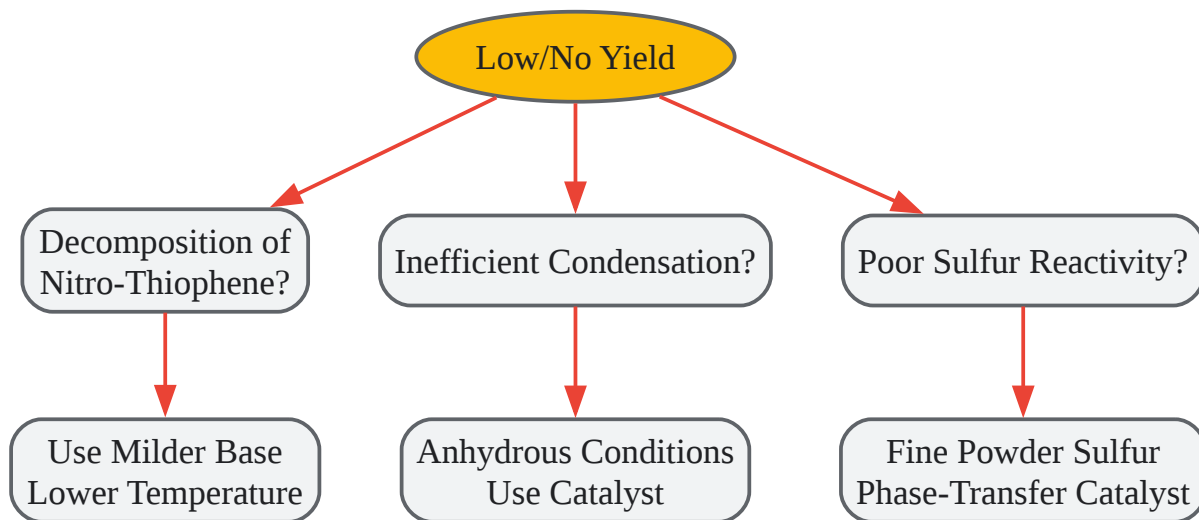 Low/No Yield
Decomposition of
Nitro-Thiophene?
Inefficient Condensation?
Poor Sulfur Reactivity?
Use Milder Base
Lower Temperature
Anhydrous Conditions
Use Catalyst
Fine Powder Sulfur
Phase-Transfer Catalyst